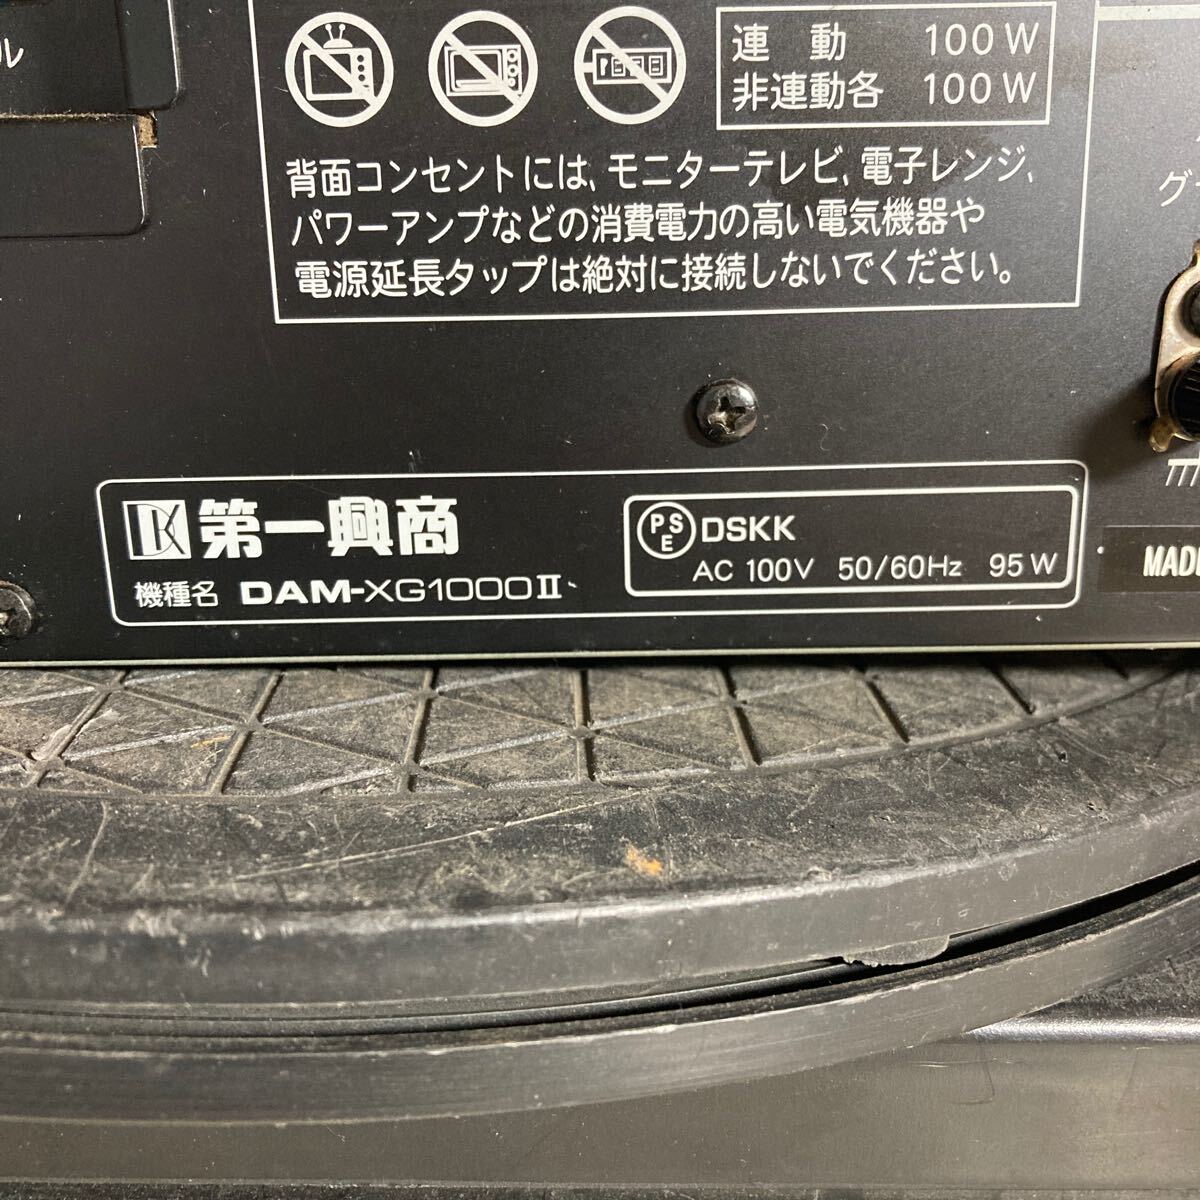 ル
連 動 100W
非連動各 100W
背面コンセントには、モニターテレビ、電子レンジ、
パワーアンプなどの消費電力の高い電気機器や
電源延長タップは絶対に接続しないでください。
グ
DK 第一興商
機種名 DAM-XG1000II
PSE DSKK
AC 100V 50/60Hz 95W
MADE